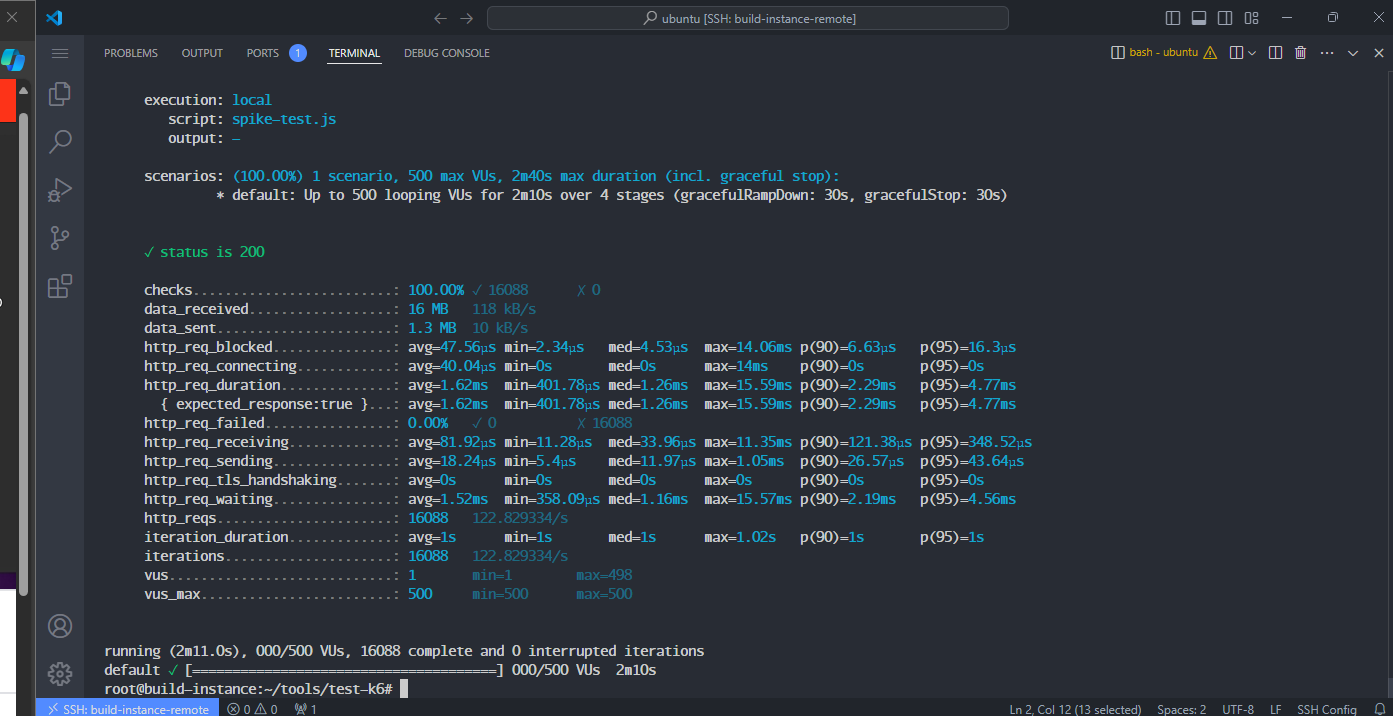 ubuntu [SSH: build-instance-remote]
PROBLEMS OUTPUT PORTS 1 TERMINAL DEBUG CONSOLE bash - ubuntu
execution: local
script: spike-test.js
output: -
scenarios: (100.00%) 1 scenario, 500 max VUs, 2m40s max duration (incl. graceful stop):
* default: Up to 500 looping VUs for 2m10s over 4 stages (gracefulRampDown: 30s, gracefulStop: 30s)
✓ status is 200
checks.........................: 100.00% ✓ 16088 ✗ 0
data_received..................: 16 MB 118 kB/s
data_sent......................: 1.3 MB 10 kB/s
http_req_blocked...............: avg=47.56µs min=2.34µs med=4.53µs max=14.06ms p(90)=6.63µs p(95)=16.3µs
http_req_connecting............: avg=40.04µs min=0s med=0s max=14ms p(90)=0s p(95)=0s
http_req_duration..............: avg=1.62ms min=401.78µs med=1.26ms max=15.59ms p(90)=2.29ms p(95)=4.77ms
{ expected_response:true }...: avg=1.62ms min=401.78µs med=1.26ms max=15.59ms p(90)=2.29ms p(95)=4.77ms
http_req_failed................: 0.00% ✓ 0 ✗ 16088
http_req_receiving.............: avg=81.92µs min=11.28µs med=33.96µs max=11.35ms p(90)=121.38µs p(95)=348.52µs
http_req_sending...............: avg=18.24µs min=5.4µs med=11.97µs max=1.05ms p(90)=26.57µs p(95)=43.64µs
http_req_tls_handshaking.......: avg=0s min=0s med=0s max=0s p(90)=0s p(95)=0s
http_req_waiting...............: avg=1.52ms min=358.09µs med=1.16ms max=15.57ms p(90)=2.19ms p(95)=4.56ms
http_reqs......................: 16088 122.829334/s
iteration_duration.............: avg=1s min=1s med=1s max=1.02s p(90)=1s p(95)=1s
iterations.....................: 16088 122.829334/s
vus............................: 1 min=1 max=498
vus_max........................: 500 min=500 max=500
running (2m11.0s), 000/500 VUs, 16088 complete and 0 interrupted iterations
default ✓ [======================================] 000/500 VUs 2m10s
root@build-instance:~/tools/test-k6#
SSH: build-instance-remote 0 0 1 Ln 2, Col 12 (13 selected) Spaces: 2 UTF-8 LF SSH Config